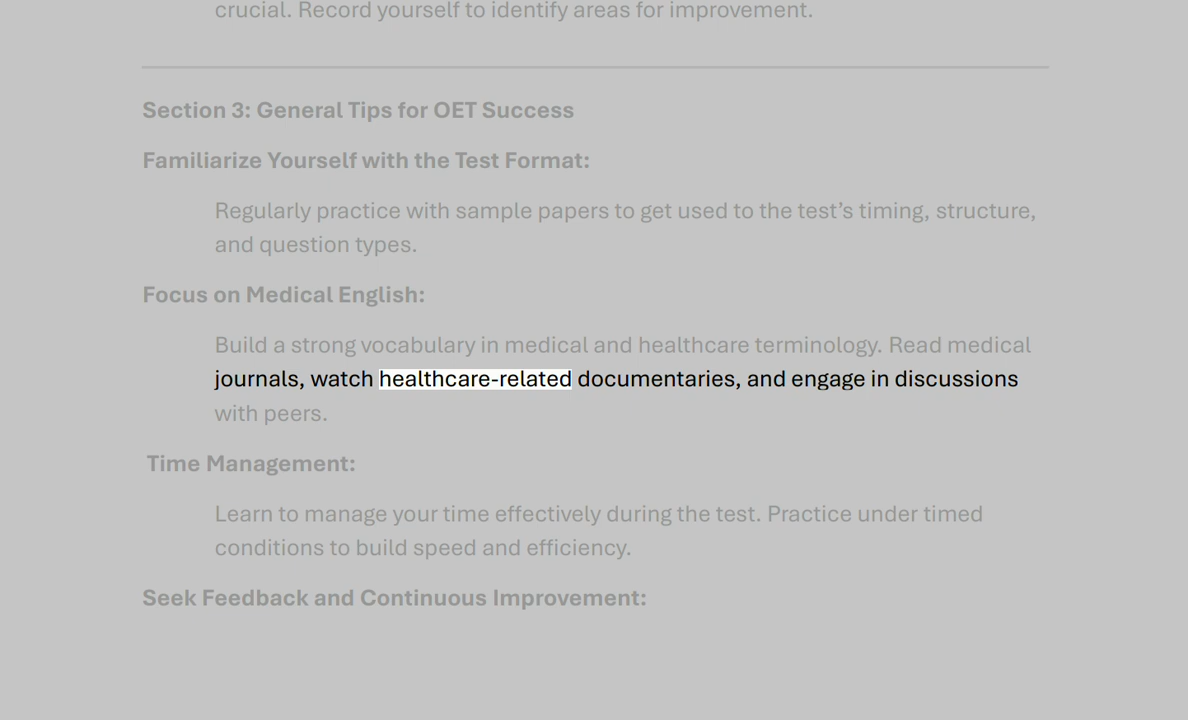 crucial. Record yourself to identify areas for improvement.
Section 3: General Tips for OET Success
Familiarize Yourself with the Test Format:
Regularly practice with sample papers to get used to the test’s timing, structure,
and question types.
Focus on Medical English:
Build a strong vocabulary in medical and healthcare terminology. Read medical
journals, watch healthcare-related documentaries, and engage in discussions
with peers.
Time Management:
Learn to manage your time effectively during the test. Practice under timed
conditions to build speed and efficiency.
Seek Feedback and Continuous Improvement: